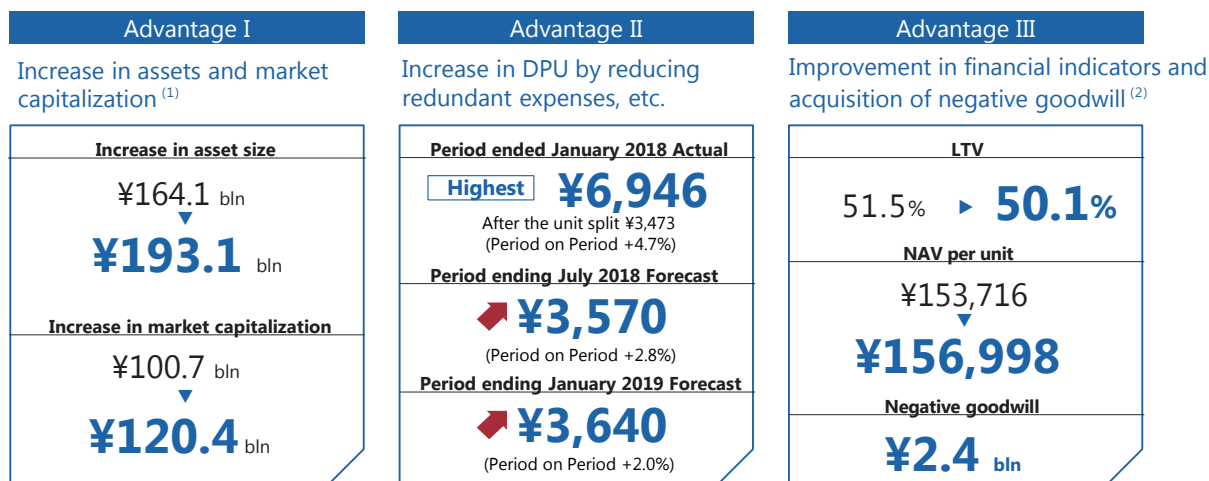 Advantage I
Increase in assets and market
capitalization (1)
Increase in asset size
¥164.1 bln
¥193.1 bln
Increase in market capitalization
¥100.7 bln
¥120.4 bln
Advantage II
Increase in DPU by reducing
redundant expenses, etc.
Period ended January 2018 Actual
Highest ¥6,946
After the unit split ¥3,473
(Period on Period +4.7%)
Period ending July 2018 Forecast
¥3,570
(Period on Period +2.8%)
Period ending January 2019 Forecast
¥3,640
(Period on Period +2.0%)
Advantage III
Improvement in financial indicators and
acquisition of negative goodwill (2)
LTV
51.5% 50.1%
NAV per unit
¥153,716
¥156,998
Negative goodwill
¥2.4 bln